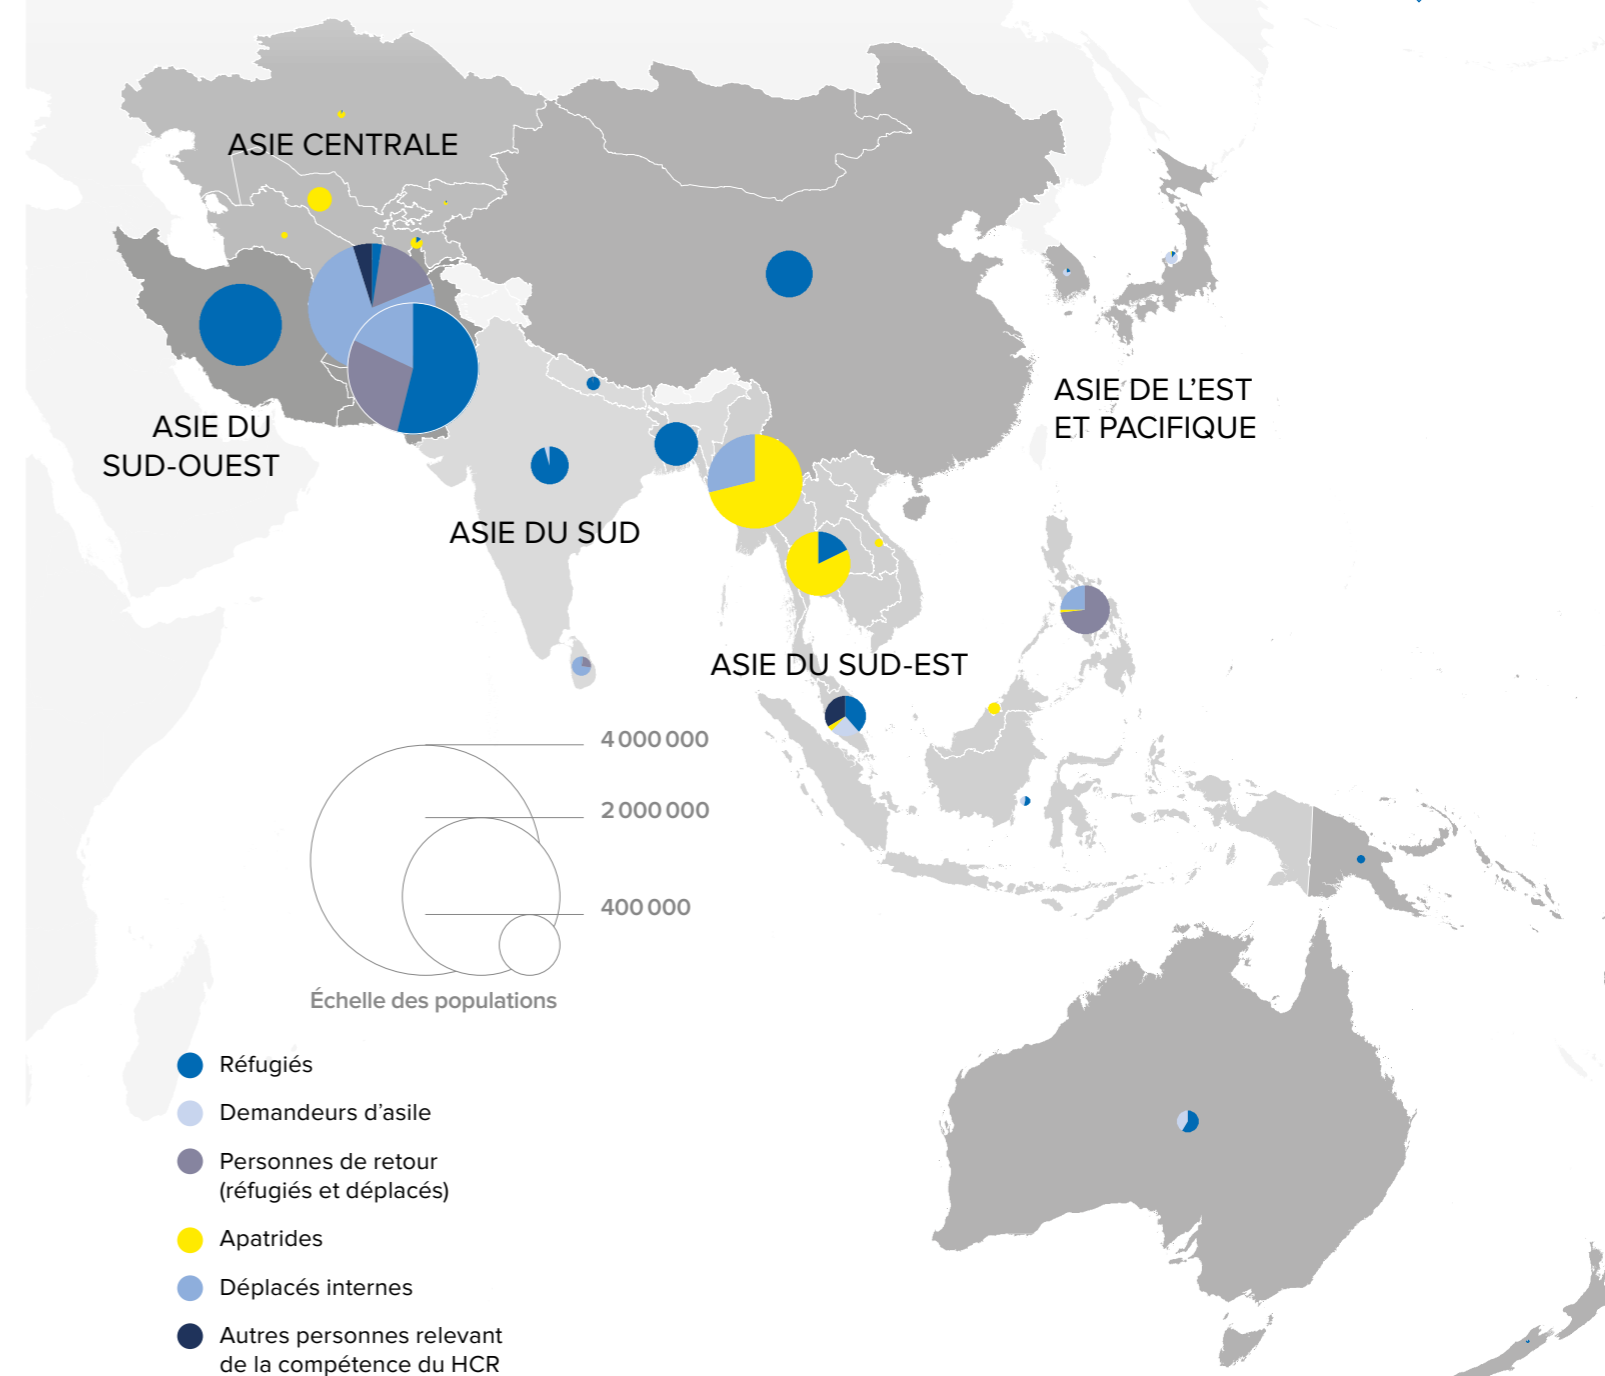 ASIE CENTRALE
ASIE DU
SUD-OUEST
ASIE DE L’EST
ET PACIFIQUE
ASIE DU SUD
ASIE DU SUD-EST
4 000 000
2 000 000
400 000
Échelle des populations
Réfugiés
Demandeurs d’asile
Personnes de retour
(réfugiés et déplacés)
Apatrides
Déplacés internes
Autres personnes relevant
de la compétence du HCR